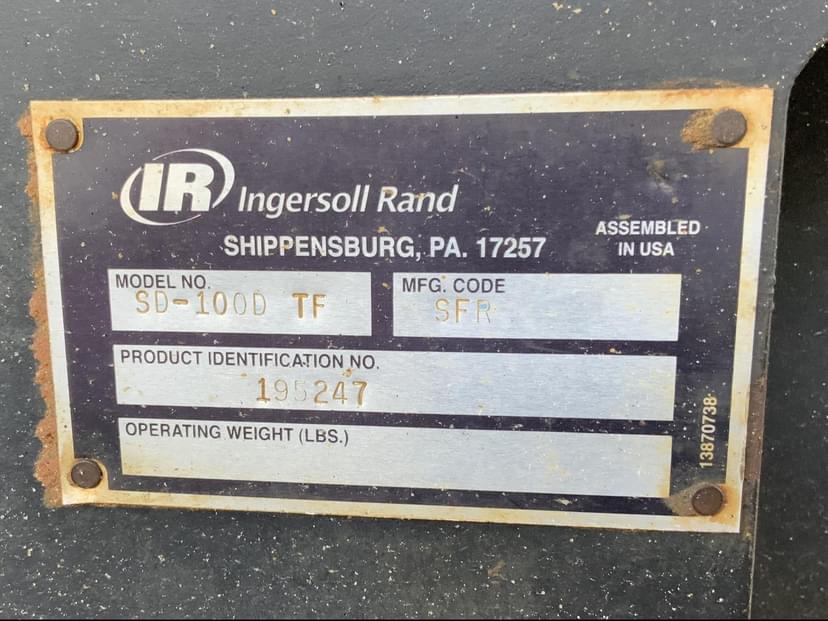 IR Ingersoll Rand
SHIPPENSBURG, PA. 17257
ASSEMBLED
IN USA
MODEL NO.
SD-100D TF
MFG. CODE
SFR
PRODUCT IDENTIFICATION NO.
195247
OPERATING WEIGHT (LBS.)
13870738